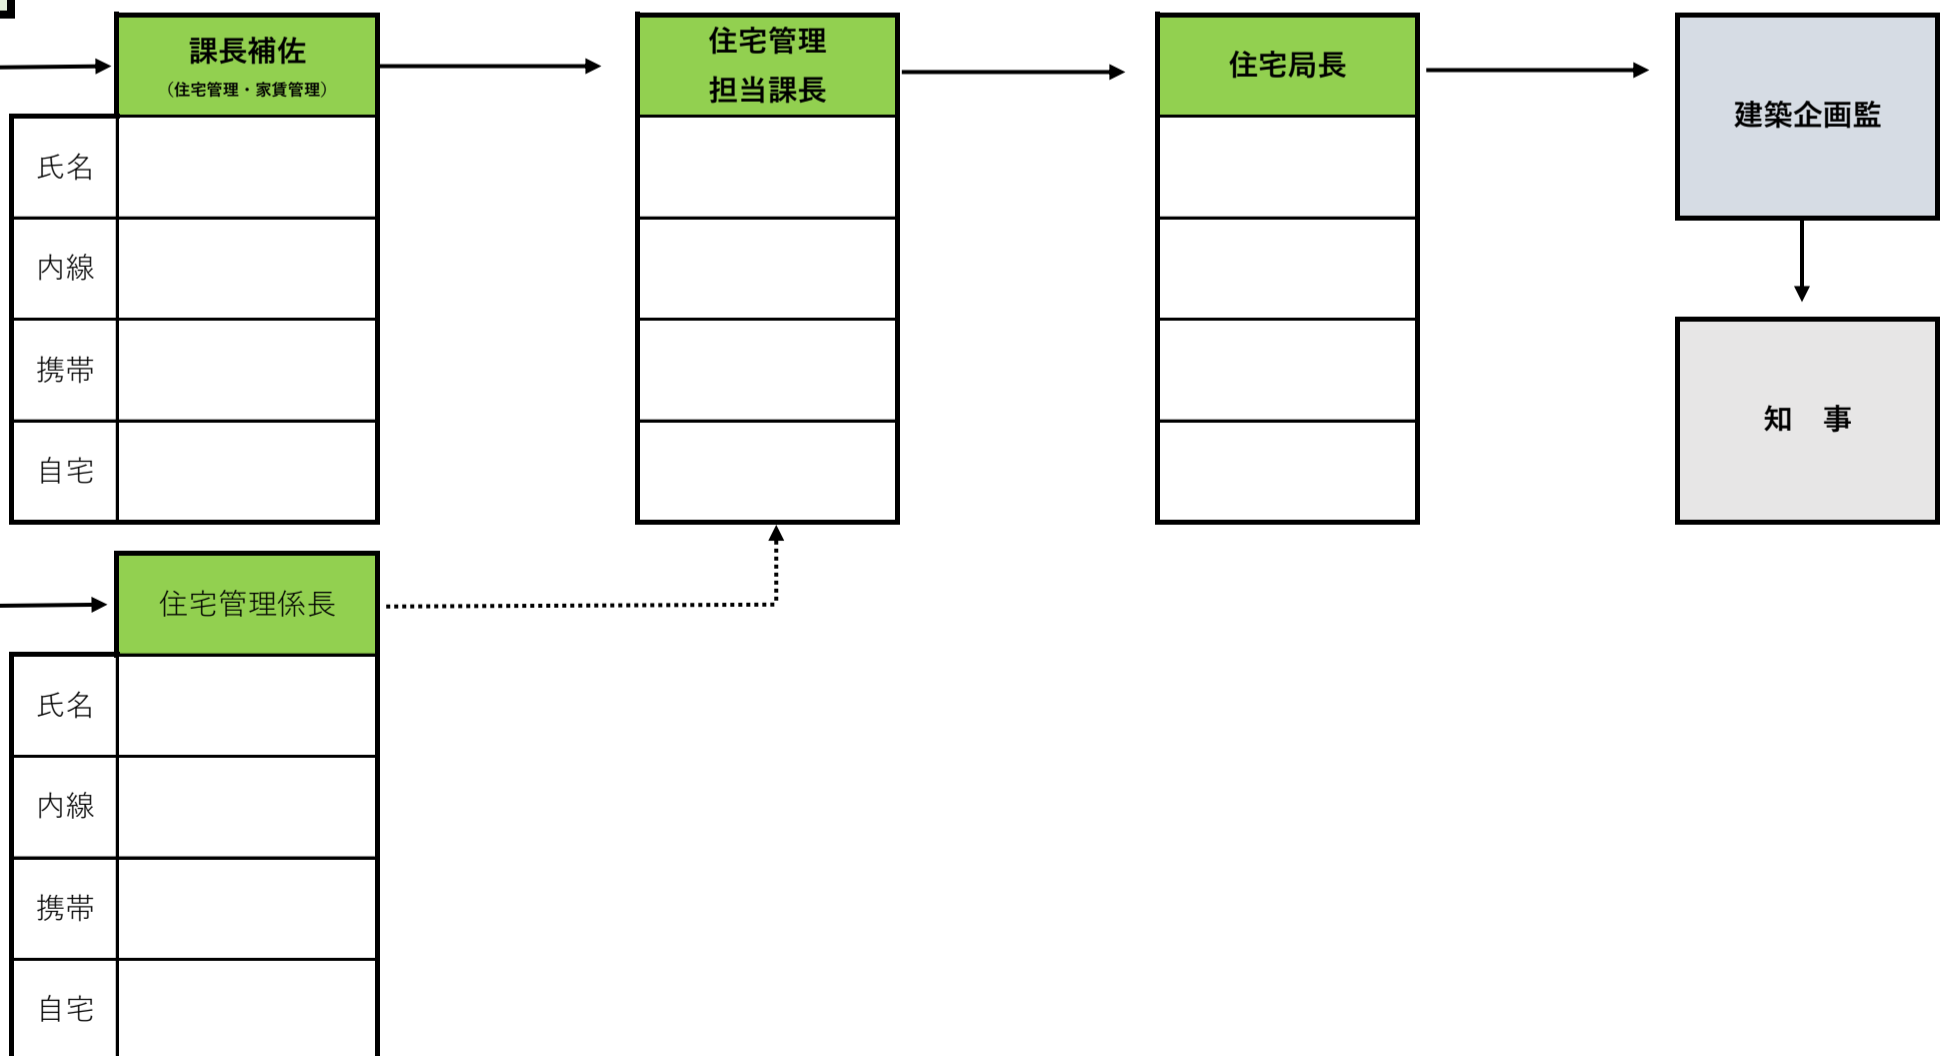 課長補佐
（住宅管理・家賃管理）
住宅管理
担当課長
住宅局長
建築企画監
氏名
内線
携帯
自宅
知　事
住宅管理係長
氏名
内線
携帯
自宅